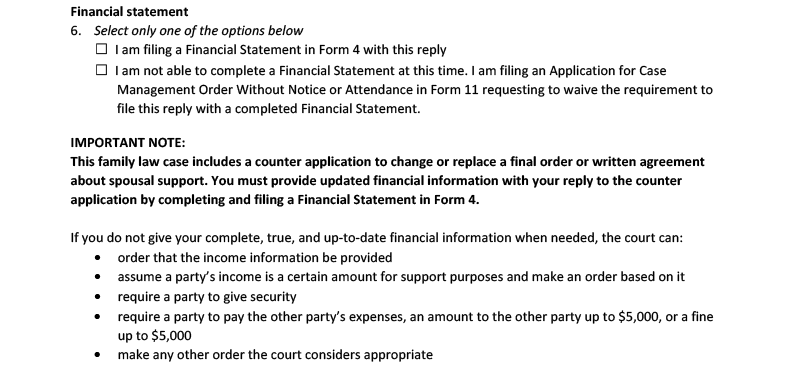 Financial statement
6. Select only one of the options below
☐ I am filing a Financial Statement in Form 4 with this reply
☐ I am not able to complete a Financial Statement at this time. I am filing an Application for Case
Management Order Without Notice or Attendance in Form 11 requesting to waive the requirement to
file this reply with a completed Financial Statement.
IMPORTANT NOTE:
This family law case includes a counter application to change or replace a final order or written agreement
about spousal support. You must provide updated financial information with your reply to the counter
application by completing and filing a Financial Statement in Form 4.
If you do not give your complete, true, and up-to-date financial information when needed, the court can:
• order that the income information be provided
• assume a party's income is a certain amount for support purposes and make an order based on it
• require a party to give security
• require a party to pay the other party's expenses, an amount to the other party up to $5,000, or a fine
up to $5,000
• make any other order the court considers appropriate